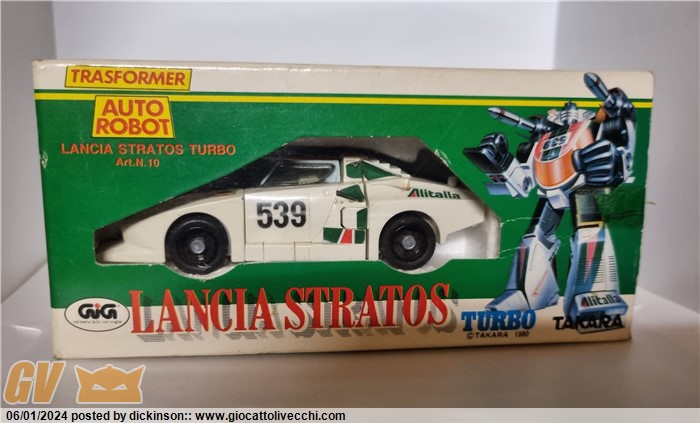 TRASFORMER
AUTO
ROBOT
LANCIA STRATOS TURBO
Art.N.10
539
Alitalia
Alitalia
GiG
LANCIA STRATOS
TURBO
TAKARA
© TAKARA 1980
GV
06/01/2024 posted by dickinson:: www.giocattolivecchi.com